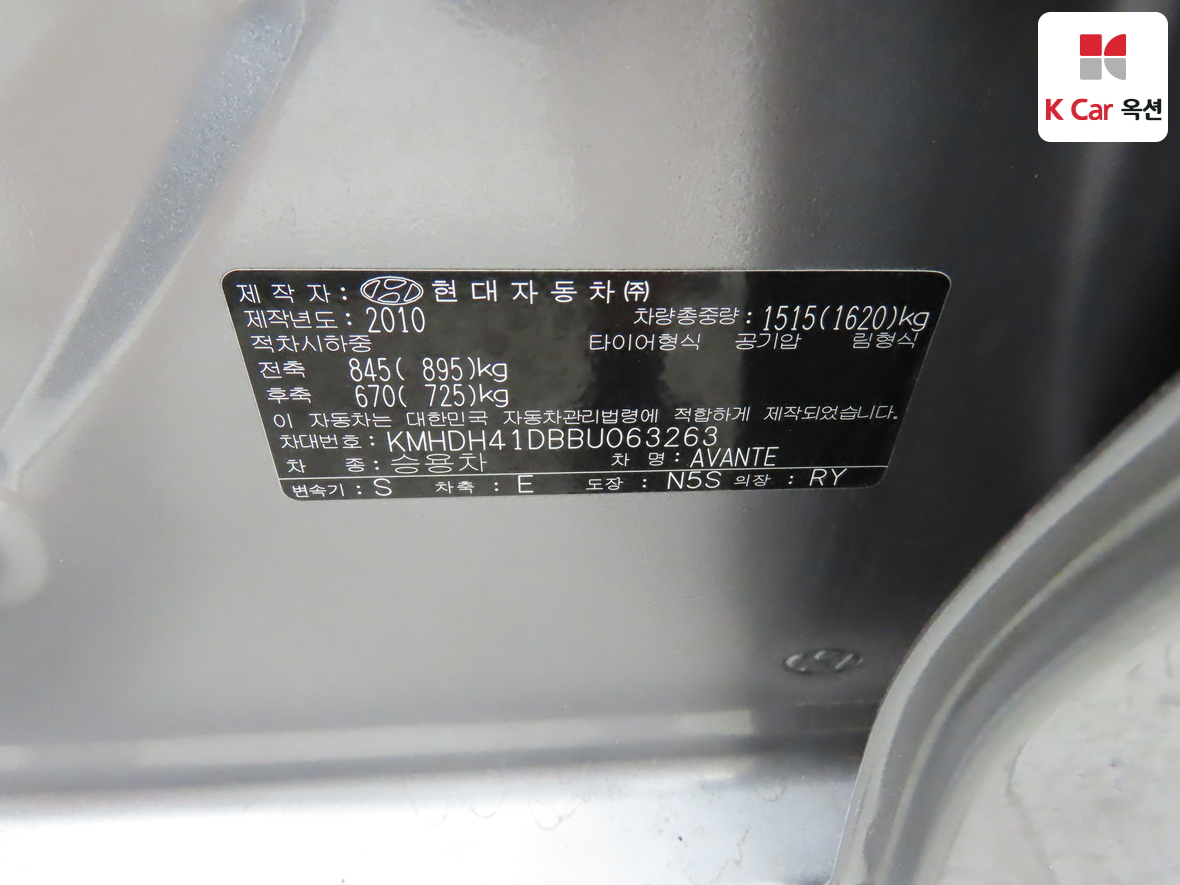 K Car 옥션
제 작 자 : 현대자동차㈜
제작년도 : 2010 차량총중량 : 1515(1620)kg
적차시하중 타이어형식 공기압 림형식
전축 845( 895)kg
후축 670( 725)kg
이 자동차는 대한민국 자동차관리법령에 적합하게 제작되었습니다.
차대번호 : KMHDH41DBBU063263
차 종 : 승용차 차 명 : AVANTE
변속기 : S 차축 : E 도장 : N5S 의장 : RY